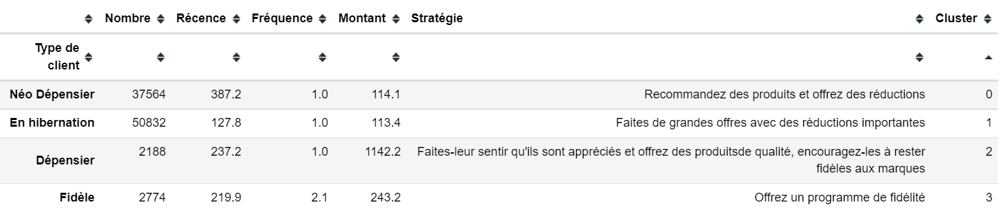 Nombre Récence Fréquence Montant Stratégie Cluster
Type de
client
Néo Dépensier 37564 387.2 1.0 114.1 Recommandez des produits et offrez des réductions 0
En hibernation 50832 127.8 1.0 113.4 Faites de grandes offres avec des réductions importantes 1
Dépensier 2188 237.2 1.0 1142.2 Faites-leur sentir qu'ils sont appréciés et offrez des produitsde qualité, encouragez-les à rester 2
fidèles aux marques
Fidèle 2774 219.9 2.1 243.2 Offrez un programme de fidélité 3